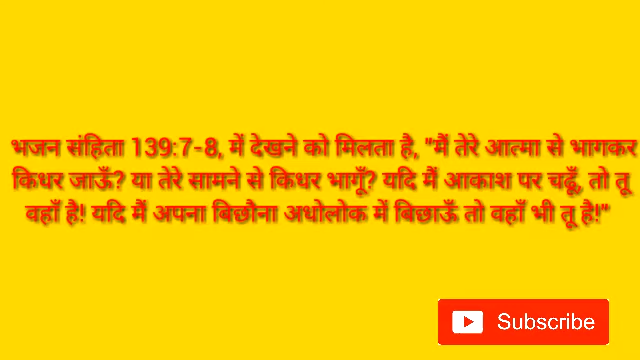 भजन संहिता 139:7-8, में देखने को मिलता है, "मैं तेरे आत्मा से भागकर
किधर जाऊँ? या तेरे सामने से किधर भागूँ? यदि मैं आकाश पर चढूँ, तो तू
वहाँ है! यदि मैं अपना बिछौना अधोलोक में बिछाऊँ तो वहाँ भी तू है!"
Subscribe